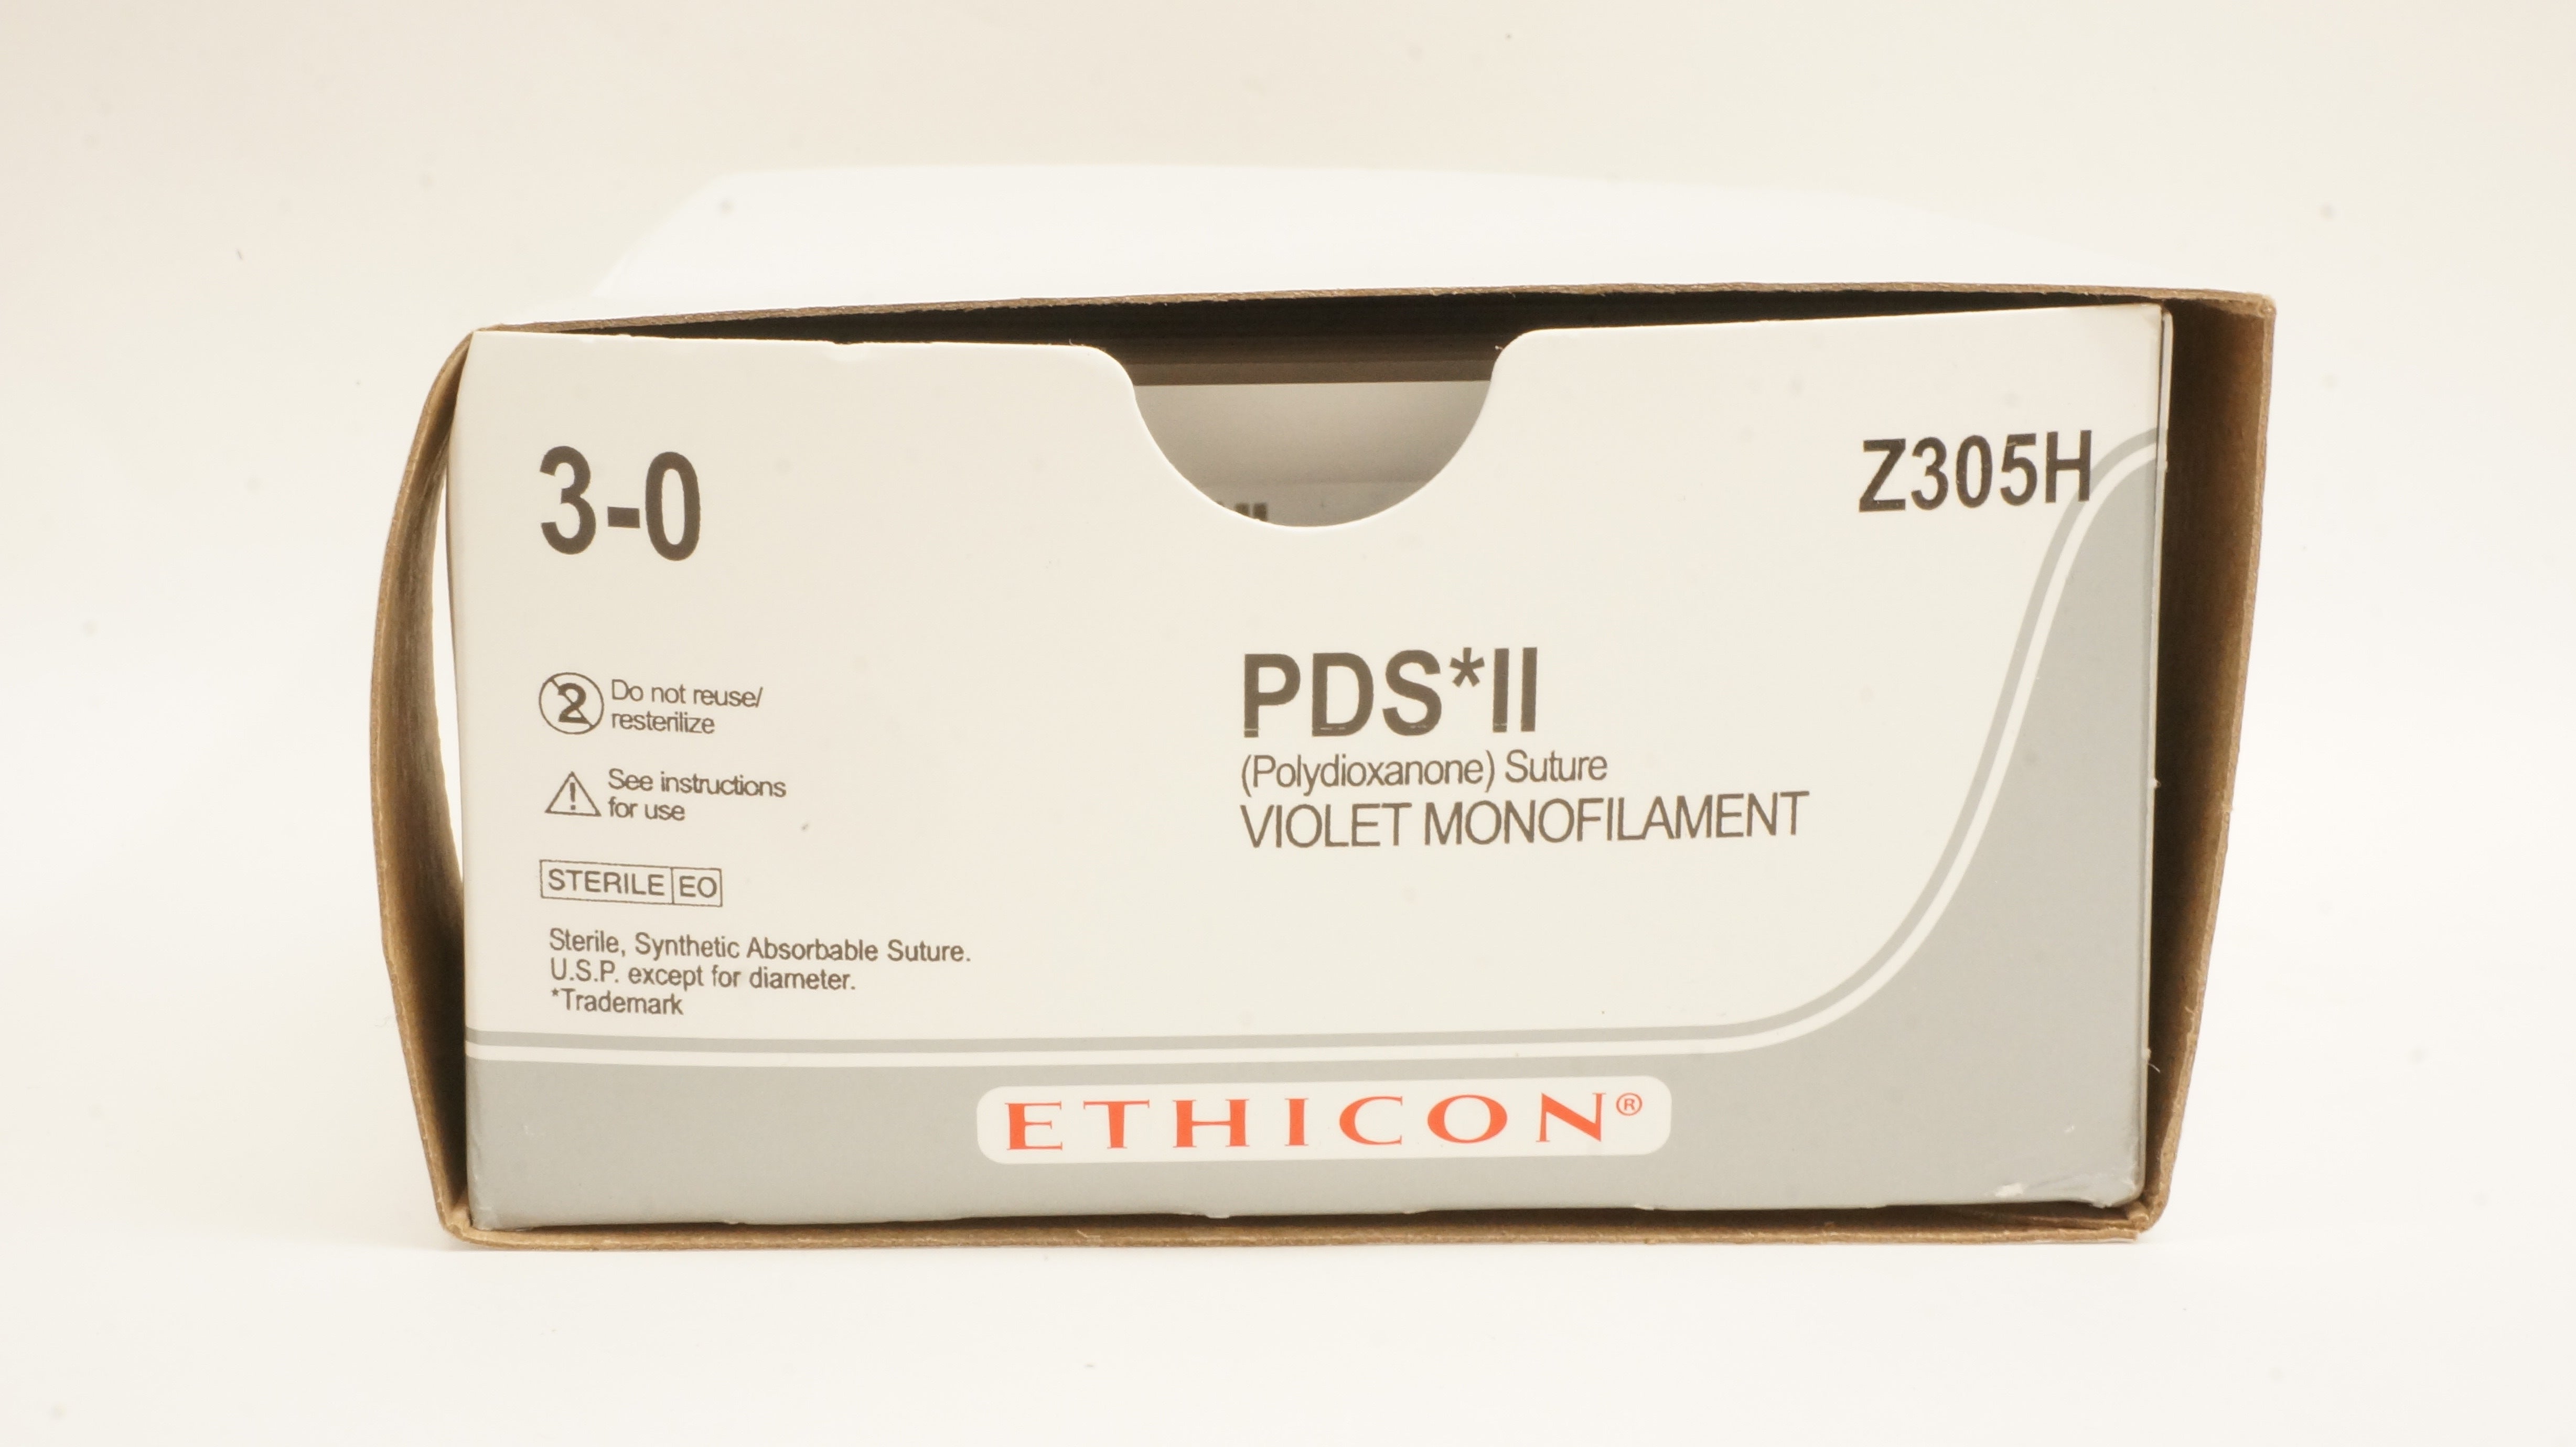 3-0
Z305H
PDS*II
(Polydioxanone) Suture
VIOLET MONOFILAMENT
2
Do not reuse/
resterilize
!
See instructions
for use
STERILE EO
Sterile, Synthetic Absorbable Suture.
U.S.P. except for diameter.
*Trademark
ETHICON®